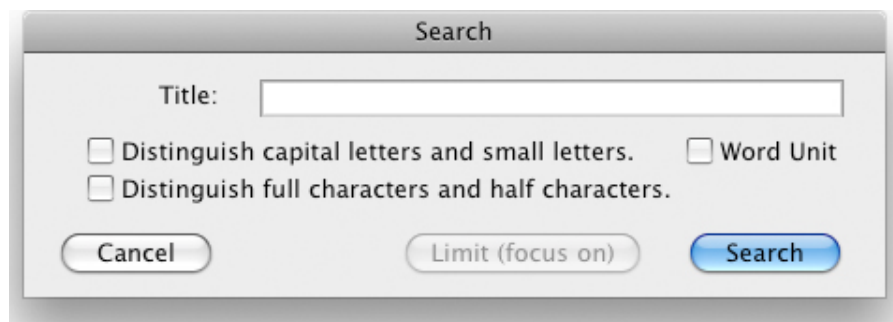 Search
Title:
Distinguish capital letters and small letters. Word Unit
Distinguish full characters and half characters.
Cancel Limit (focus on) Search